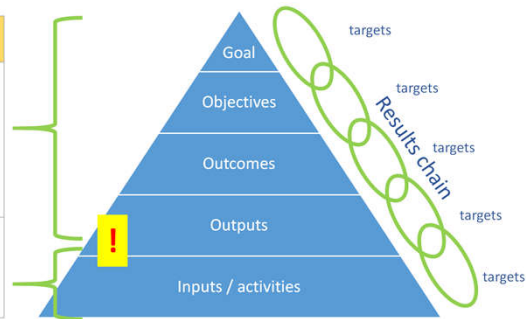 Goal
targets
Objectives
targets
Results chain
Outcomes
targets
Outputs
targets
!
Inputs / activities
targets